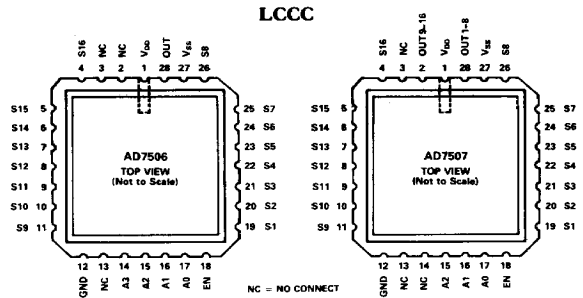 LCCC
S16 NC NC VDD OUT VSS S8
4 3 2 1 28 27 26
S15 5
S14 6
S13 7
S12 8
S11 9
S10 10
S9 11
AD7506
TOP VIEW
(Not to Scale)
25 S7
24 S6
23 S5
22 S4
21 S3
20 S2
19 S1
12 13 14 15 16 17 18
GND NC A3 A2 A1 A0 EN
S16 NC OUT 9-16 VDD OUT 1-8 VSS S8
4 3 2 1 28 27 26
S15 5
S14 6
S13 7
S12 8
S11 9
S10 10
S9 11
AD7507
TOP VIEW
(Not to Scale)
25 S7
24 S6
23 S5
22 S4
21 S3
20 S2
19 S1
12 13 14 15 16 17 18
GND NC NC A2 A1 A0 EN
NC = NO CONNECT